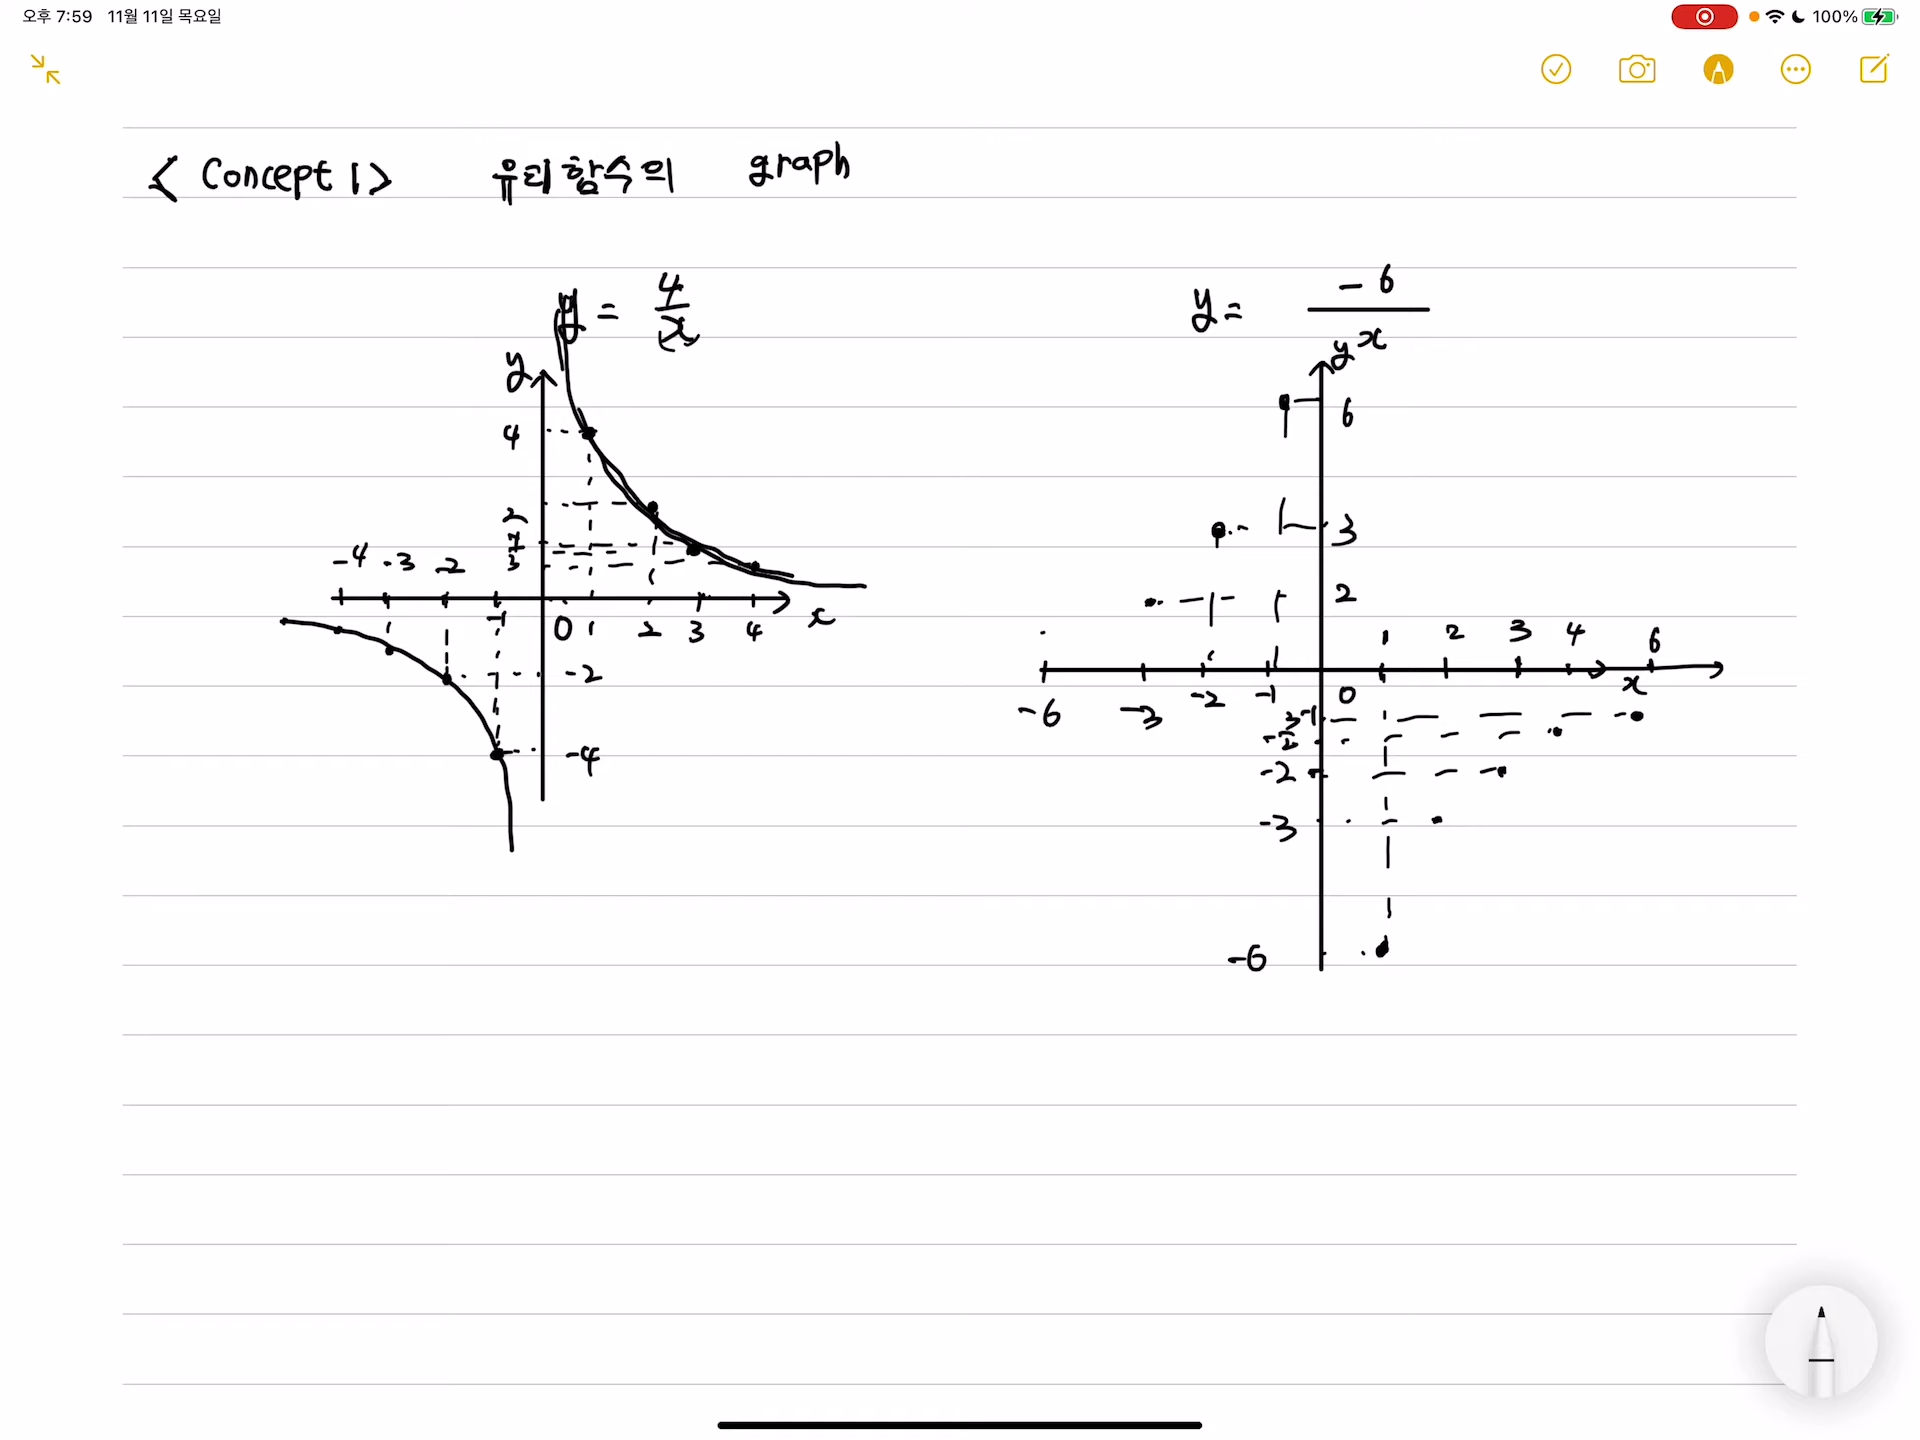 오후 7:59 11월 11일 목요일 100%
< Concept 1> 유리함수의 graph
y = 4/x
y = -6/x
y
y
4
6
2
3
-4 -3 -2
3
2
1 2 3 4 6
-1 0 1 2 3 4 x
x
-6 -3 -2 -1 0
-2
-1
-2
-4
-3
-6